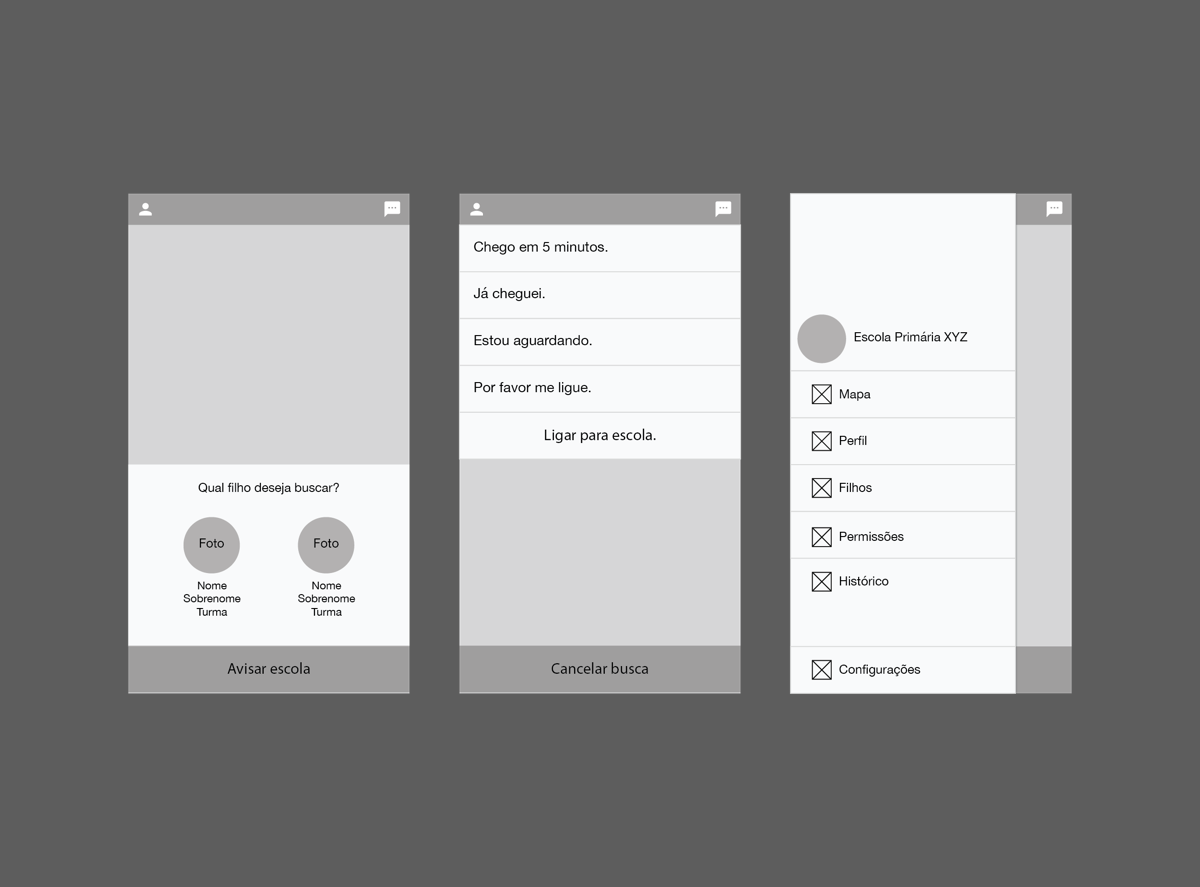 Qual filho deseja buscar?
Foto
Foto
Nome
Sobrenome
Turma
Nome
Sobrenome
Turma
Avisar escola
Chego em 5 minutos.
Já cheguei.
Estou aguardando.
Por favor me ligue.
Ligar para escola.
Cancelar busca
Escola Primária XYZ
Mapa
Perfil
Filhos
Permissões
Histórico
Configurações